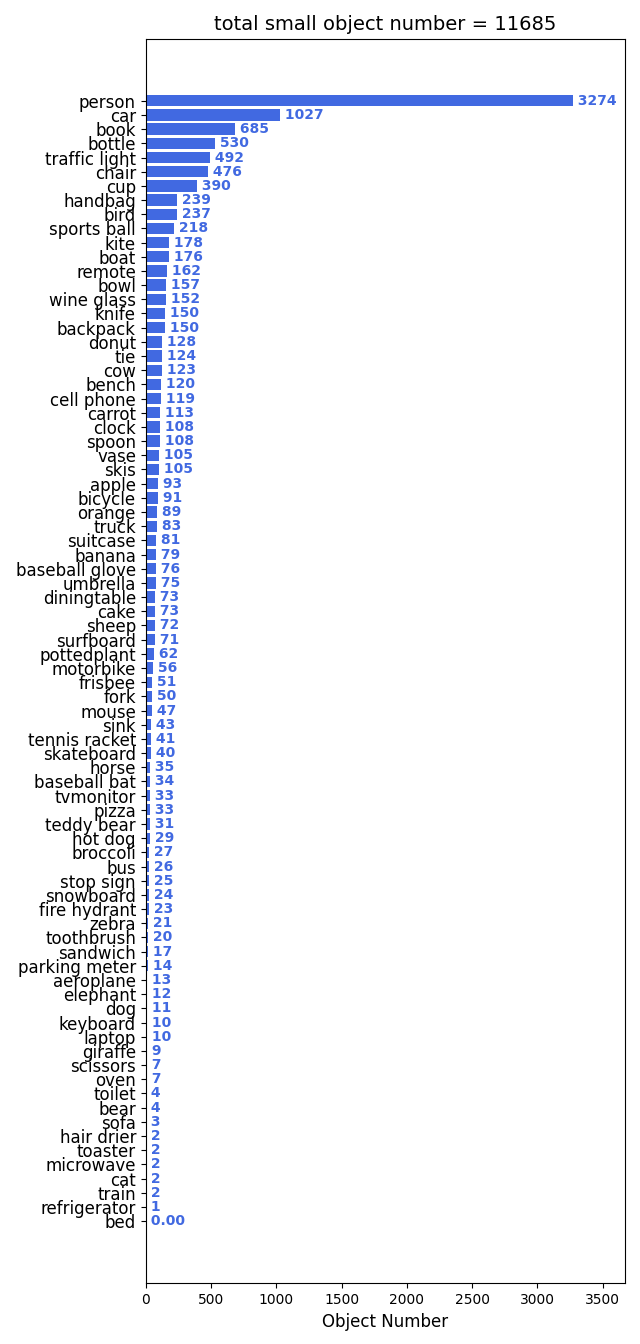 total small object number = 11685
person 3274
car 1027
book 685
bottle 530
traffic light 492
chair 476
cup 390
handbag 239
bird 237
sports ball 218
kite 178
boat 176
remote 162
bowl 157
wine glass 152
knife 150
backpack 150
donut 128
tie 124
cow 123
bench 120
cell phone 119
carrot 113
clock 108
spoon 108
vase 105
skis 105
apple 93
bicycle 91
orange 89
truck 83
suitcase 81
banana 79
baseball glove 76
umbrella 75
diningtable 73
cake 73
sheep 72
surfboard 71
pottedplant 62
motorbike 56
frisbee 51
fork 50
mouse 47
sink 43
tennis racket 41
skateboard 40
horse 35
baseball bat 34
tvmonitor 33
pizza 33
teddy bear 31
hot dog 29
broccoli 27
bus 26
stop sign 25
snowboard 24
fire hydrant 23
zebra 21
toothbrush 20
sandwich 17
parking meter 14
aeroplane 13
elephant 12
dog 11
keyboard 10
laptop 10
giraffe 9
scissors 7
oven 7
toilet 4
bear 4
sofa 3
hair drier 2
toaster 2
microwave 2
cat 2
train 2
refrigerator 1
bed 0.00
0 500 1000 1500 2000 2500 3000 3500
Object Number